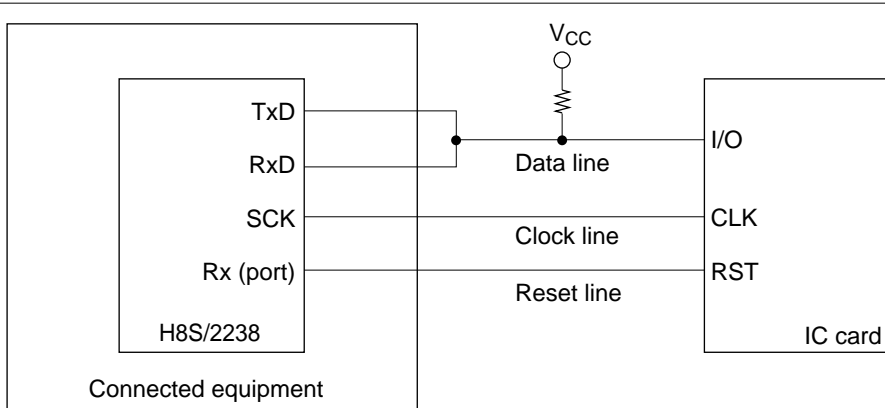 VCC
TxD
RxD
SCK
Rx (port)
H8S/2238
Connected equipment
Data line
Clock line
Reset line
I/O
CLK
RST
IC card